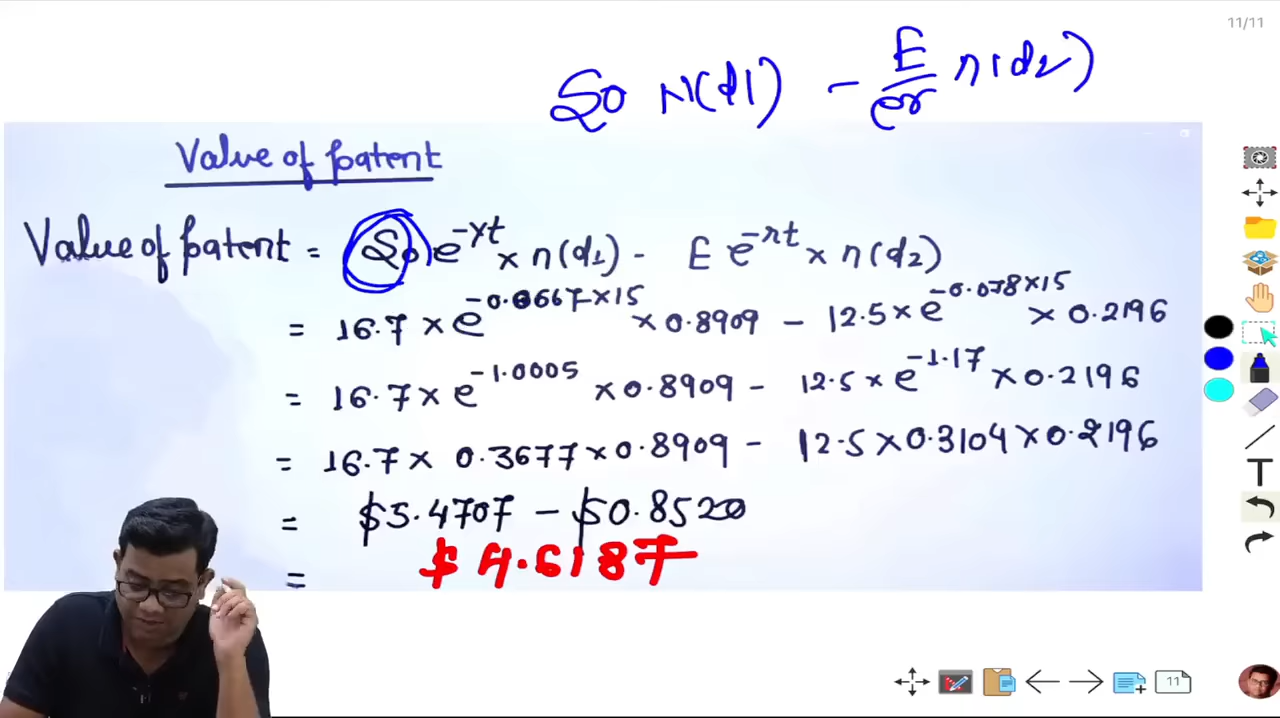 11/11
S0 N(d1) - E/er n(d2)
Value of patent
Value of patent = S0 e^-yt × n(d1) - E e^-rt × n(d2)
= 16.7 × e^-0.0667×15 × 0.8909 - 12.5 × e^-0.078×15 × 0.2196
= 16.7 × e^-1.0005 × 0.8909 - 12.5 × e^-1.17 × 0.2196
= 16.7 × 0.3677 × 0.8909 - 12.5 × 0.3104 × 0.2196
= $5.4707 - $0.8520
= $4.6187
T
11